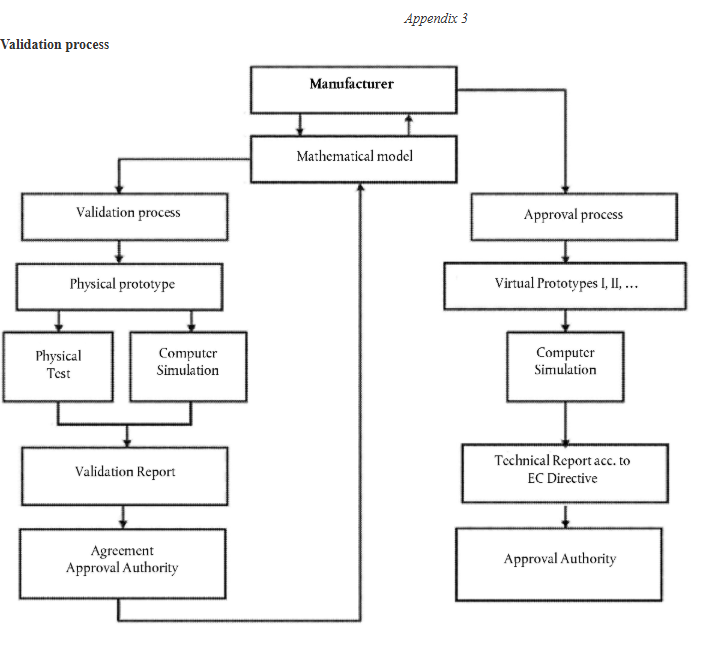 Appendix 3
Validation process
Manufacturer
Mathematical model
Validation process
Approval process
Physical prototype
Virtual Prototypes I, II, ...
Physical
Test
Computer
Simulation
Computer
Simulation
Validation Report
Technical Report acc. to
EC Directive
Agreement
Approval Authority
Approval Authority